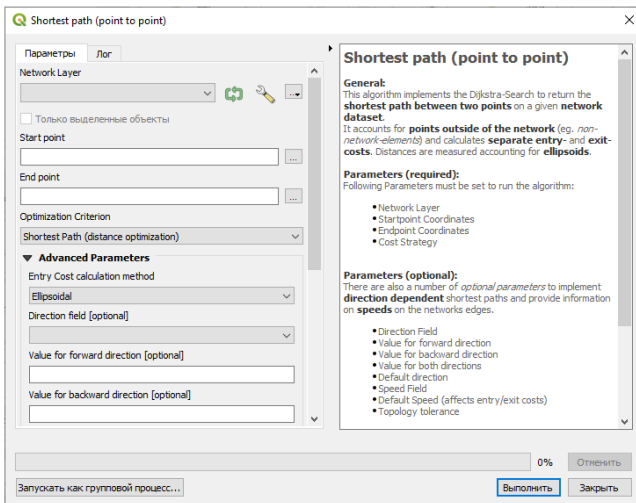 Shortest path (point to point)
Параметры
Лог
Network Layer
Только выделенные объекты
Start point
End point
Optimization Criterion
Shortest Path (distance optimization)
Advanced Parameters
Entry Cost calculation method
Ellipsoidal
Direction field [optional]
Value for forward direction [optional]
Value for backward direction [optional]
Shortest path (point to point)
General:
This algorithm implements the Dijkstra-Search to return the
shortest path between two points on a given network
dataset.
It accounts for points outside of the network (eg. non-
network-elements) and calculates separate entry- and exit-
costs. Distances are measured accounting for ellipsoids.
Parameters (required):
Following Parameters must be set to run the algorithm:
•Network Layer
•Startpoint Coordinates
•Endpoint Coordinates
•Cost Strategy
Parameters (optional):
There are also a number of optional parameters to implement
direction dependent shortest paths and provide information
on speeds on the networks edges.
•Direction Field
•Value for forward direction
•Value for backward direction
•Value for both directions
•Default direction
•Speed Field
•Default Speed (affects entry/exit costs)
•Topology tolerance
0%
Отменить
Запускать как групповой процесс...
Выполнить
Закрыть